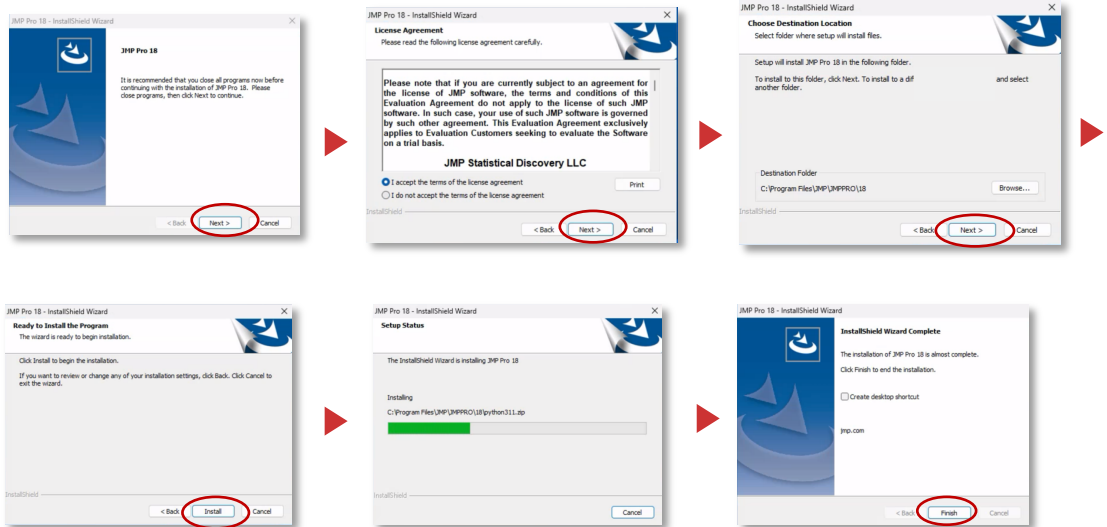 JMP Pro 18 - InstallShield Wizard
JMP Pro 18
It is recommended that you close all programs now before
continuing with the installation of JMP Pro 18. Please
close programs, then click Next to continue.
< Back Next > Cancel
JMP Pro 18 - InstallShield Wizard
License Agreement
Please read the following license agreement carefully.
Please note that if you are currently subject to an agreement for
the license of JMP software, the terms and conditions of this
Evaluation Agreement do not apply to the license of such JMP
software. In such case, your use of such JMP software is governed
by such other agreement. This Evaluation Agreement exclusively
applies to Evaluation Customers seeking to evaluate the Software
on a trial basis.
JMP Statistical Discovery LLC
I accept the terms of the license agreement
Print
I do not accept the terms of the license agreement
InstallShield
< Back Next > Cancel
JMP Pro 18 - InstallShield Wizard
Choose Destination Location
Select folder where setup will install files.
Setup will install JMP Pro 18 in the following folder.
To install to this folder, click Next. To install to a dif and select
another folder.
Destination Folder
C:\Program Files\JMP\JMPPRO\18
Browse...
InstallShield
< Back Next > Cancel
JMP Pro 18 - InstallShield Wizard
Ready to Install the Program
The wizard is ready to begin installation.
Click Install to begin the installation.
If you want to review or change any of your installation settings, click Back. Click Cancel to
exit the wizard.
InstallShield
< Back Install Cancel
JMP Pro 18 - InstallShield Wizard
Setup Status
The InstallShield Wizard is installing JMP Pro 18
Installing
C:\Program Files\JMP\JMPPRO\18\python311.zip
InstallShield
Cancel
JMP Pro 18 - InstallShield Wizard
InstallShield Wizard Complete
The installation of JMP Pro 18 is almost complete.
Click Finish to end the installation.
Create desktop shortcut
jmp.com
< Back Finish Cancel